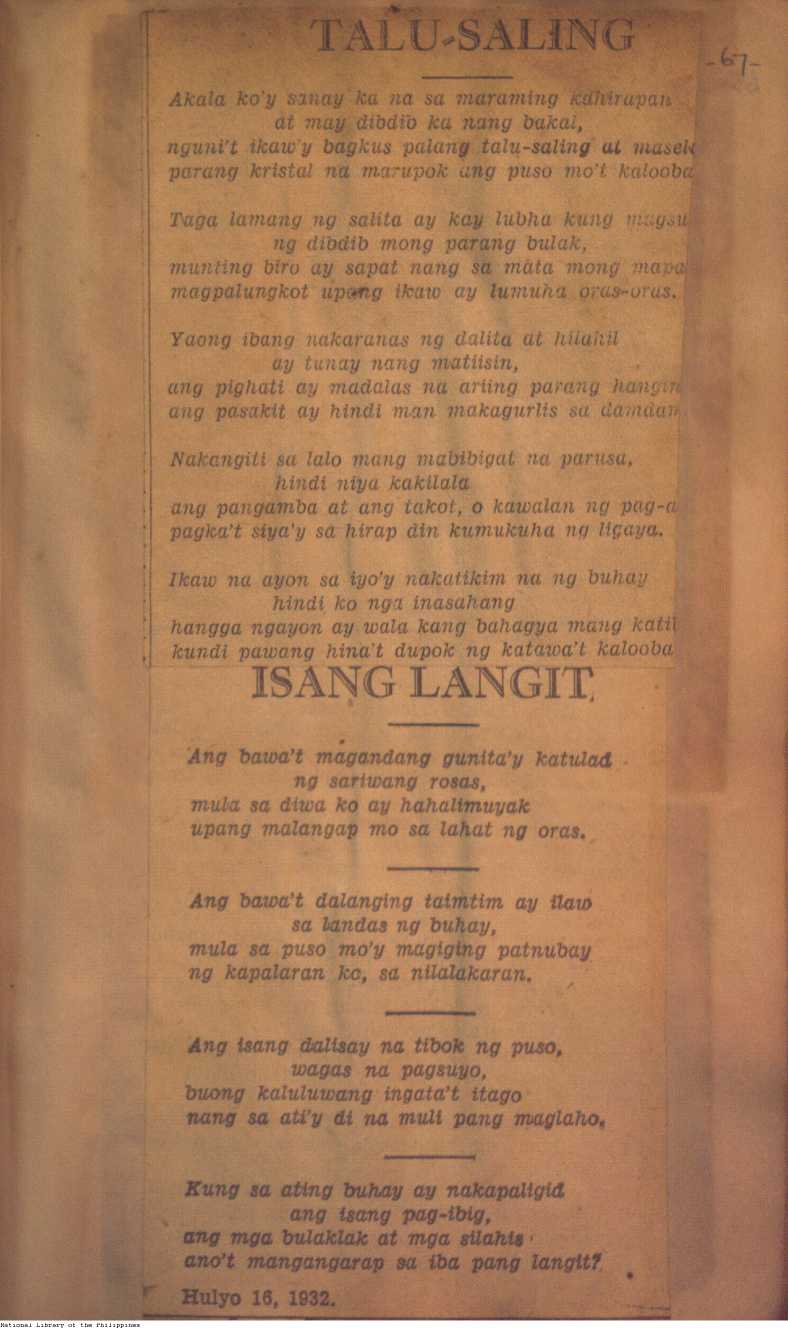 TALU-SALING
-67-
Akala ko'y sanay ka na sa maraming kahirapan
at may dibdib ka nang bakal,
nguni't ikaw'y bagkus palang talu-saling at masel
parang kristal na marupok ang puso mo't kalooba
Taga lamang ng salita ay kay lubha kung magsu
ng dibdib mong parang bulak,
munting biro ay sapat nang sa mata mong mapa
magpalungkot upang ikaw ay lumuha oras-oras.
Yaong ibang nakaranas ng dalita at hilahil
ay tunay nang matiisin,
ang pighati ay madalas na ariing parang hangin
ang pasakit ay hindi man makagurlis sa damdam
Nakangiti sa lalo mang mabibigat na parusa,
hindi niya kakilala
ang pangamba at ang takot, o kawalan ng pag-a
pagka't siya'y sa hirap din kumukuha ng ligaya.
Ikaw na ayon sa iyo'y nakatikim na ng buhay
hindi ko nga inasahang
hangga ngayon ay wala kang bahagya mang kati
kundi pawang hina't dupok ng katawa't kalooba
ISANG LANGIT
Ang bawa't magandang gunita'y katulad
ng sariwang rosas,
mula sa diwa ko ay hahalimuyak
upang malangap mo sa lahat ng oras.
Ang bawa't dalanging taimtim ay ilaw
sa landas ng buhay,
mula sa puso mo'y magiging patnubay
ng kapalaran ko, sa nilalakaran.
Ang isang dalisay na tibok ng puso,
wagas na pagsuyo,
buong kaluluwang ingata't itago
nang sa ati'y di na muli pang maglaho.
Kung sa ating buhay ay nakapaligid
ang isang pag-ibig,
ang mga bulaklak at mga silahis
ano't mangangarap sa iba pang langit?
Hulyo 16, 1932.
National Library of the Philippines